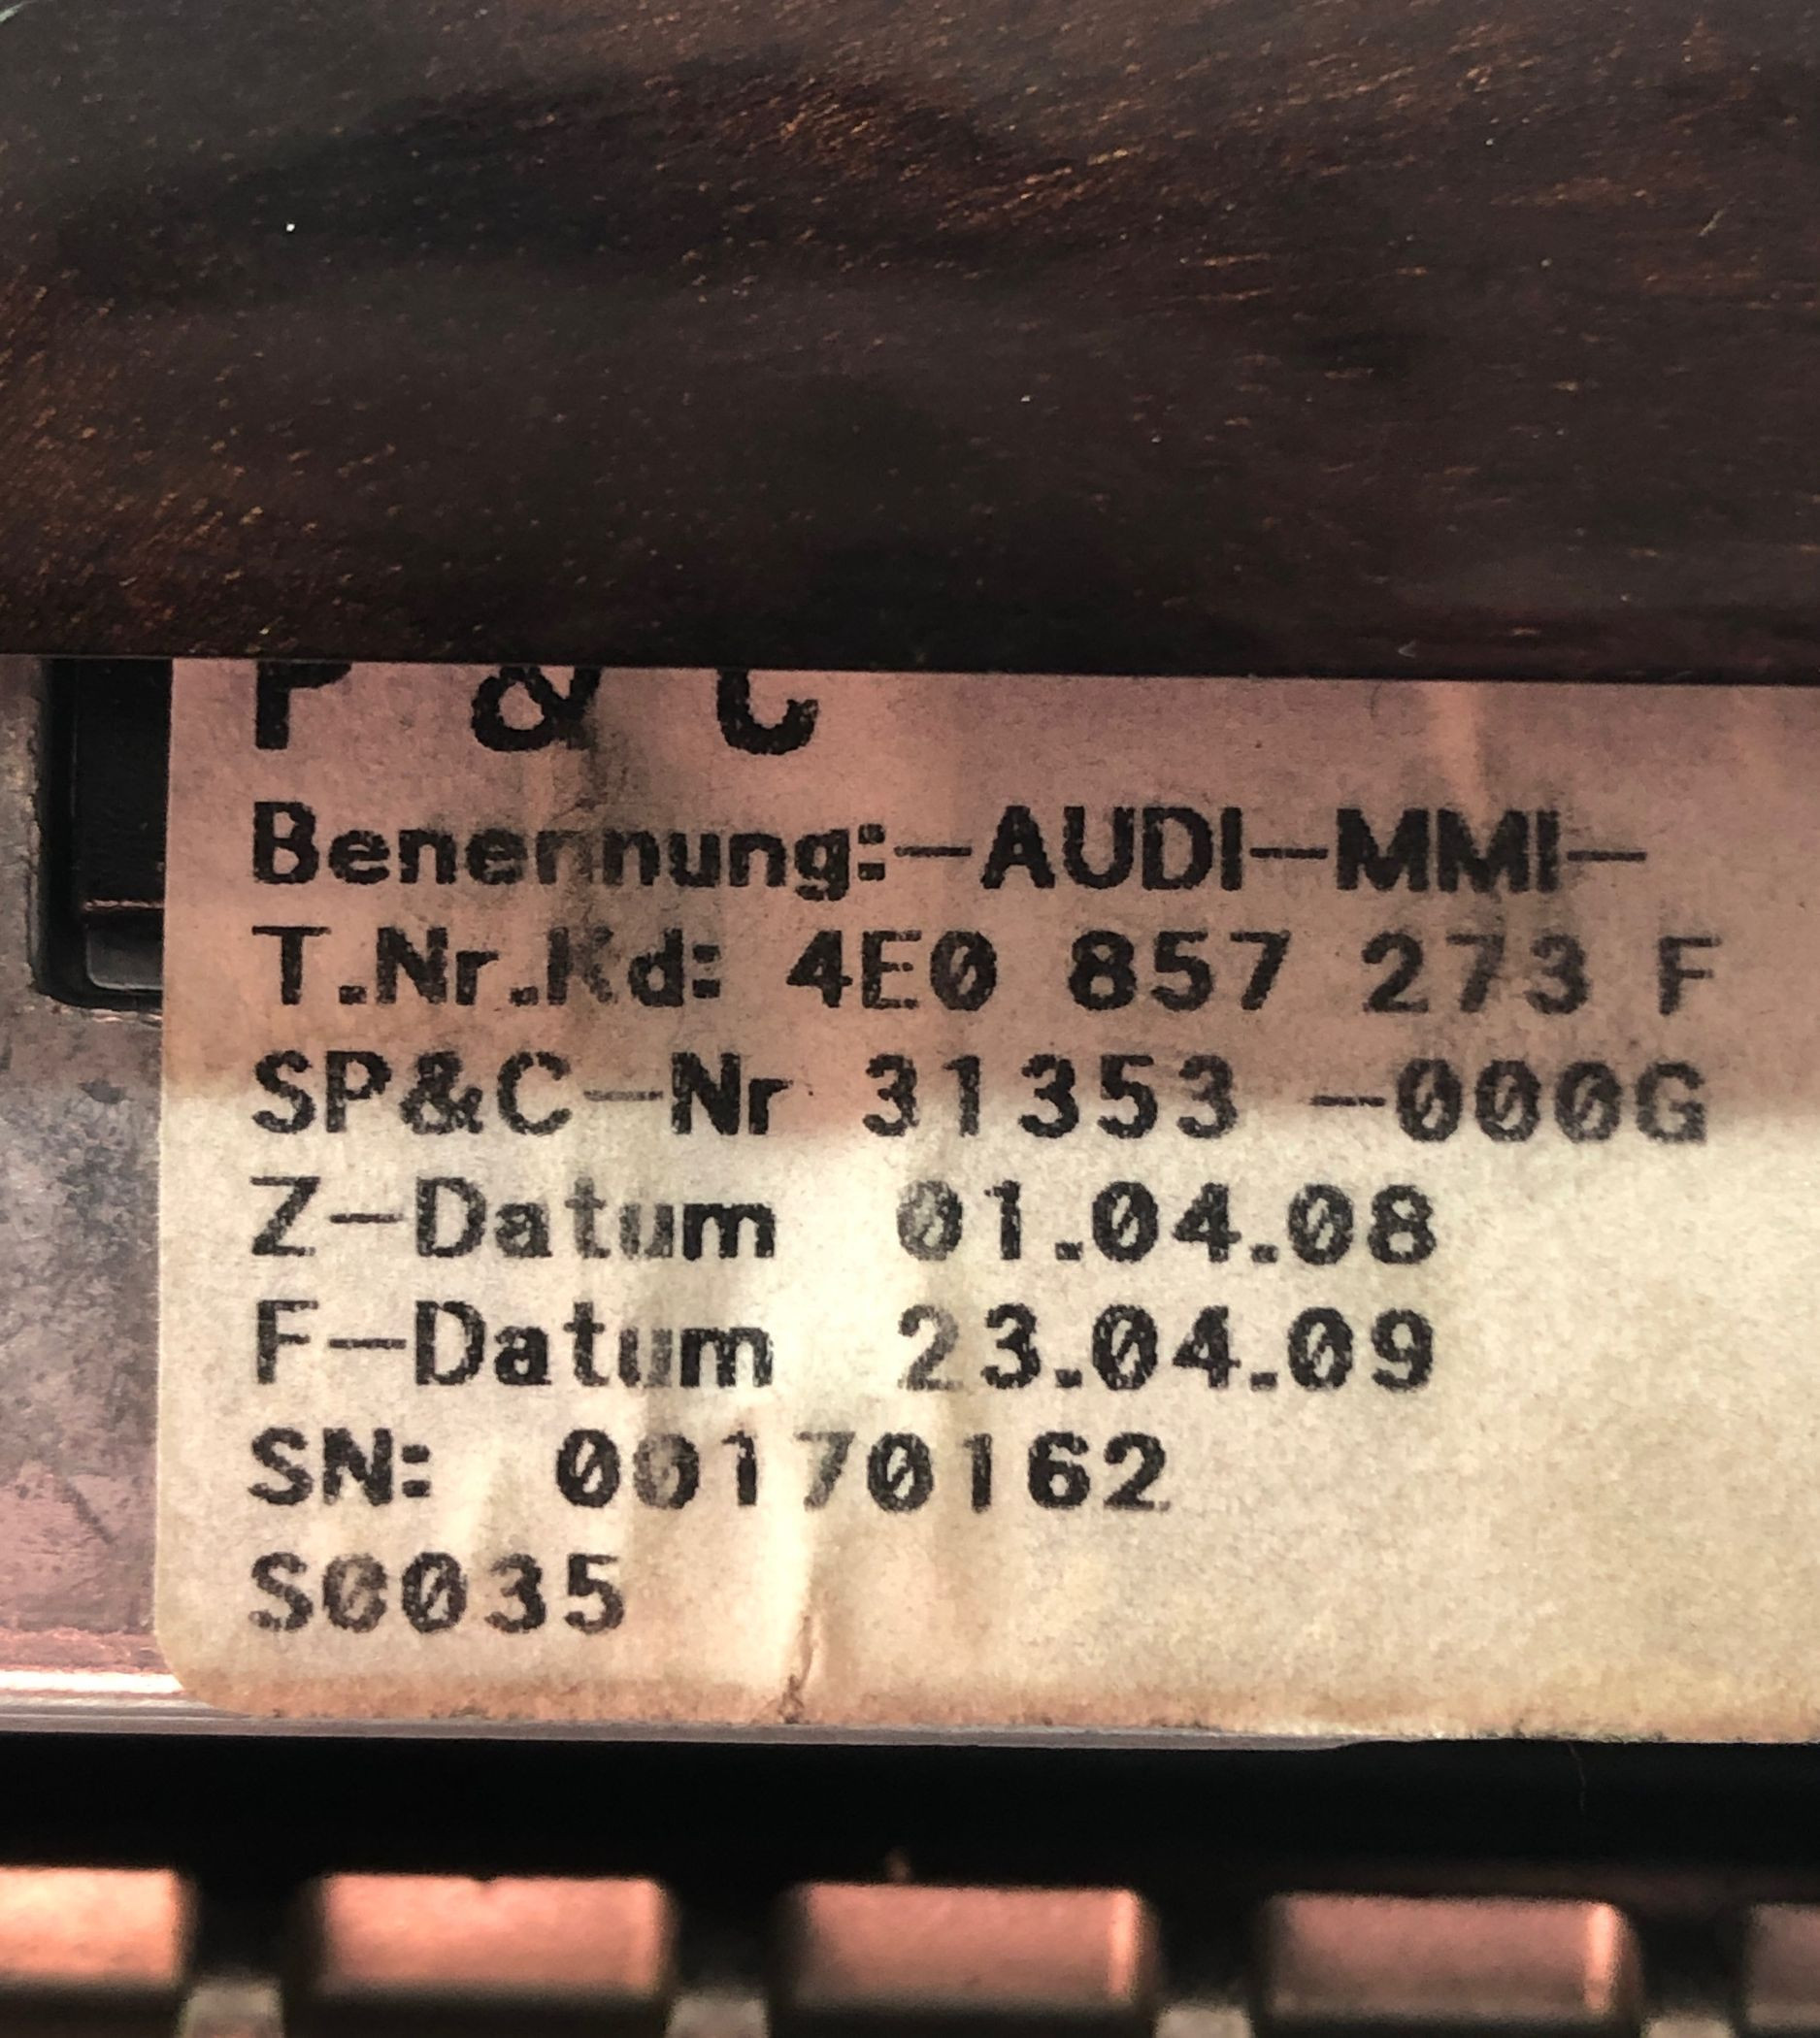 P & C
Benennung:-AUDI-MMI-
T.Nr.Kd: 4E0 857 273 F
SP&C-Nr 31353 -000G
Z-Datum 01.04.08
F-Datum 23.04.09
SN: 00170162
S0035